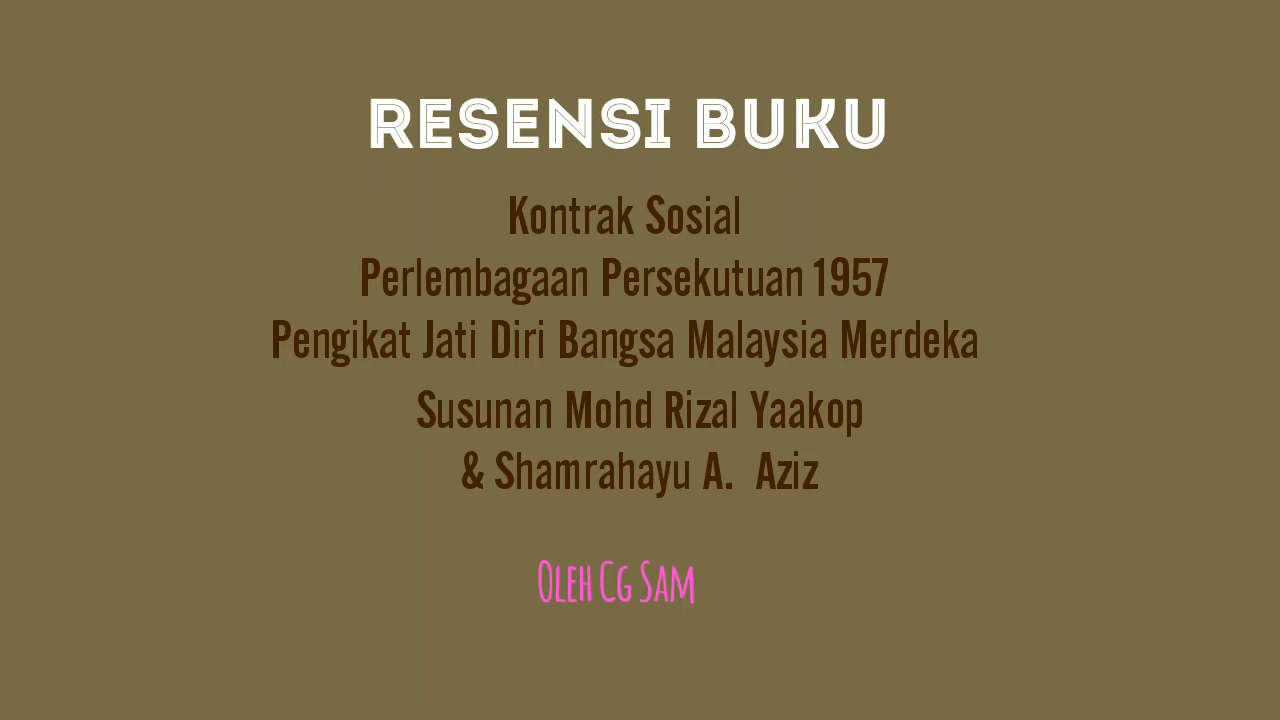 RESENSI BUKU
Kontrak Sosial
Perlembagaan Persekutuan 1957
Pengikat Jati Diri Bangsa Malaysia Merdeka
Susunan Mohd Rizal Yaakop
& Shamrahayu A. Aziz
OLEH CG SAM